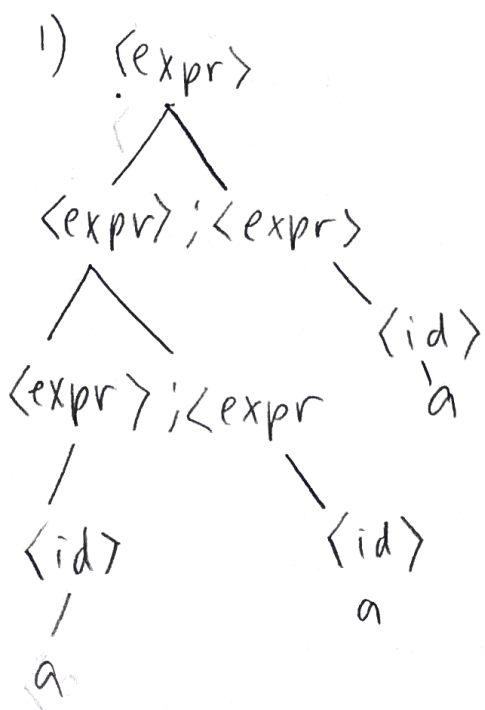 1) <expr>
<expr> ; <expr>
<id>
<expr> ; <expr
a
<id> <id>
a
a